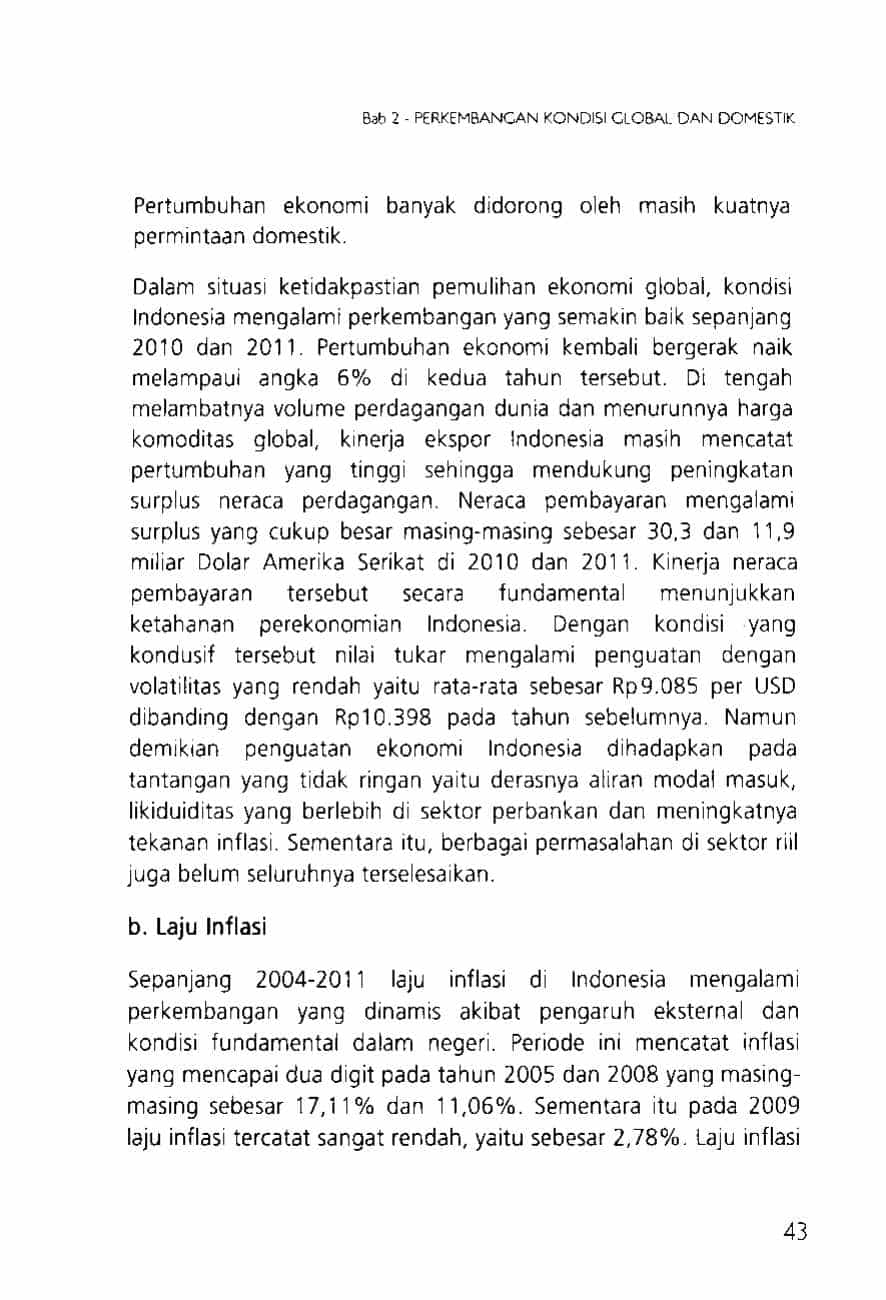 Bab 2 - PERKEMBANGAN KONDISI GLOBAL DAN DOMESTIK
Pertumbuhan ekonomi banyak didorong oleh masih kuatnya
permintaan domestik.
Dalam situasi ketidakpastian pemulihan ekonomi global, kondisi
Indonesia mengalami perkembangan yang semakin baik sepanjang
2010 dan 2011. Pertumbuhan ekonomi kembali bergerak naik
melampaui angka 6% di kedua tahun tersebut. Di tengah
melambatnya volume perdagangan dunia dan menurunnya harga
komoditas global, kinerja ekspor Indonesia masih mencatat
pertumbuhan yang tinggi sehingga mendukung peningkatan
surplus neraca perdagangan. Neraca pembayaran mengalami
surplus yang cukup besar masing-masing sebesar 30,3 dan 11,9
miliar Dolar Amerika Serikat di 2010 dan 2011. Kinerja neraca
pembayaran tersebut secara fundamental menunjukkan
ketahanan perekonomian Indonesia. Dengan kondisi yang
kondusif tersebut nilai tukar mengalami penguatan dengan
volatilitas yang rendah yaitu rata-rata sebesar Rp9.085 per USD
dibanding dengan Rp10.398 pada tahun sebelumnya. Namun
demikian penguatan ekonomi Indonesia dihadapkan pada
tantangan yang tidak ringan yaitu derasnya aliran modal masuk,
likiduiditas yang berlebih di sektor perbankan dan meningkatnya
tekanan inflasi. Sementara itu, berbagai permasalahan di sektor riil
juga belum seluruhnya terselesaikan.
b. Laju Inflasi
Sepanjang 2004-2011 laju inflasi di Indonesia mengalami
perkembangan yang dinamis akibat pengaruh eksternal dan
kondisi fundamental dalam negeri. Periode ini mencatat inflasi
yang mencapai dua digit pada tahun 2005 dan 2008 yang masing-
masing sebesar 17,11% dan 11,06%. Sementara itu pada 2009
laju inflasi tercatat sangat rendah, yaitu sebesar 2,78%. Laju inflasi
43